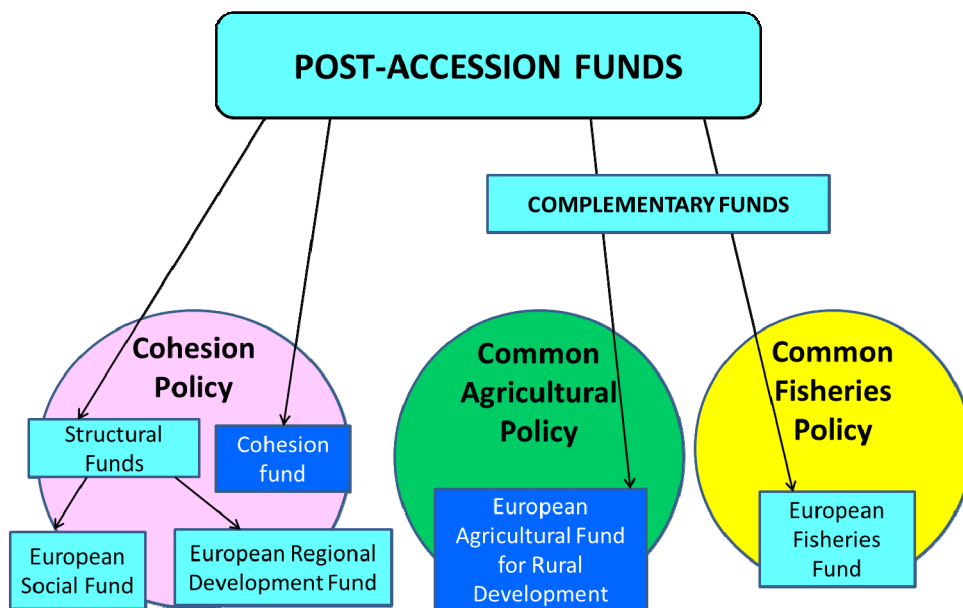 POST-ACCESSION FUNDS
COMPLEMENTARY FUNDS
Cohesion
Policy
Structural
Funds
Cohesion
fund
European
Social Fund
European Regional
Development Fund
Common
Agricultural
Policy
European
Agricultural Fund
for Rural
Development
Common
Fisheries
Policy
European
Fisheries
Fund